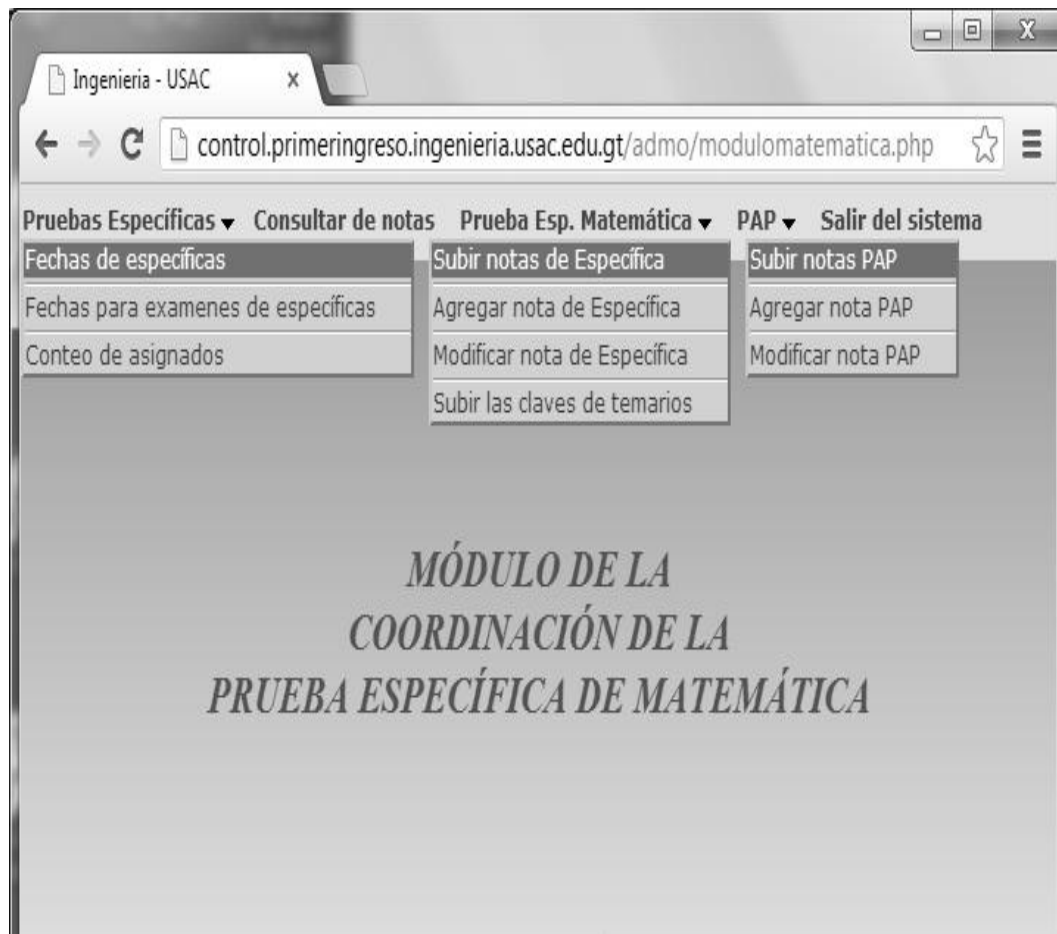 Ingenieria - USAC
control.primeringreso.ingenieria.usac.edu.gt/admo/modulomatematica.php
Pruebas Específicas Consultar de notas Prueba Esp. Matemática PAP Salir del sistema
Fechas de específicas
Fechas para examenes de específicas
Conteo de asignados
Subir notas de Específica
Agregar nota de Específica
Modificar nota de Específica
Subir las claves de temarios
Subir notas PAP
Agregar nota PAP
Modificar nota PAP
MÓDULO DE LA
COORDINACIÓN DE LA
PRUEBA ESPECÍFICA DE MATEMÁTICA